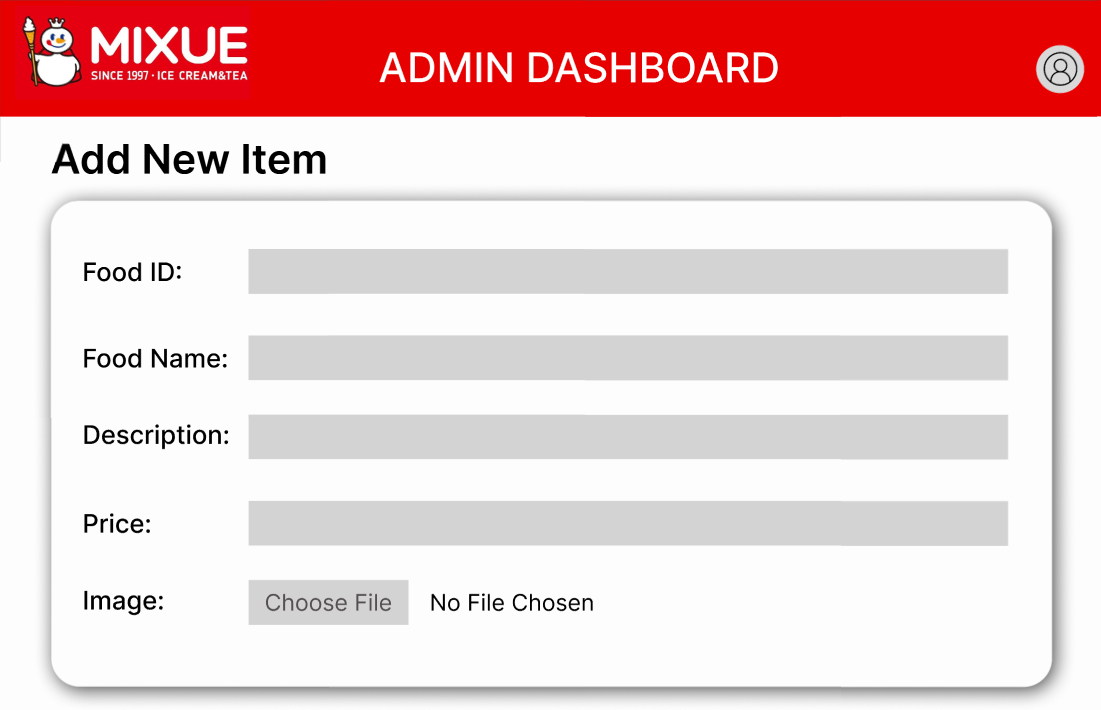 MIXUE
SINCE 1997 · ICE CREAM&TEA
ADMIN DASHBOARD
Add New Item
Food ID:
Food Name:
Description:
Price:
Image: Choose File No File Chosen